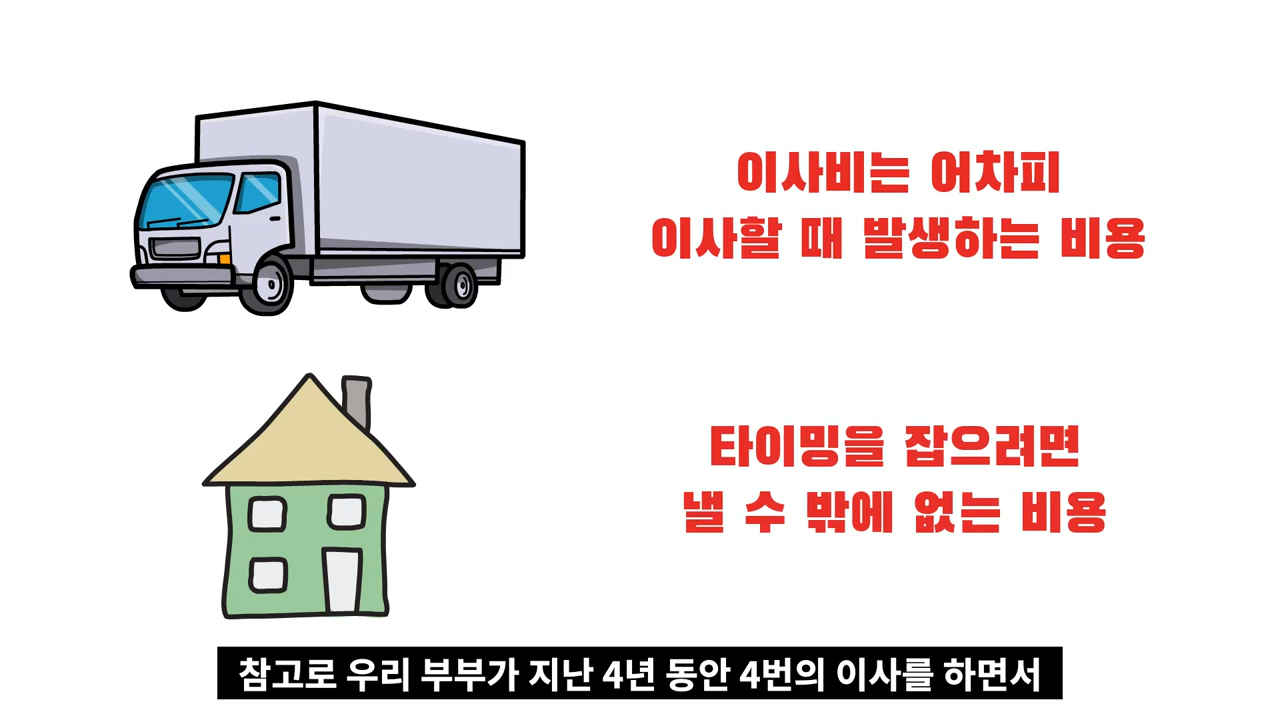 이사비는 어차피
이사할 때 발생하는 비용
타이밍을 잡으려면
낼 수 밖에 없는 비용
참고로 우리 부부가 지난 4년 동안 4번의 이사를 하면서